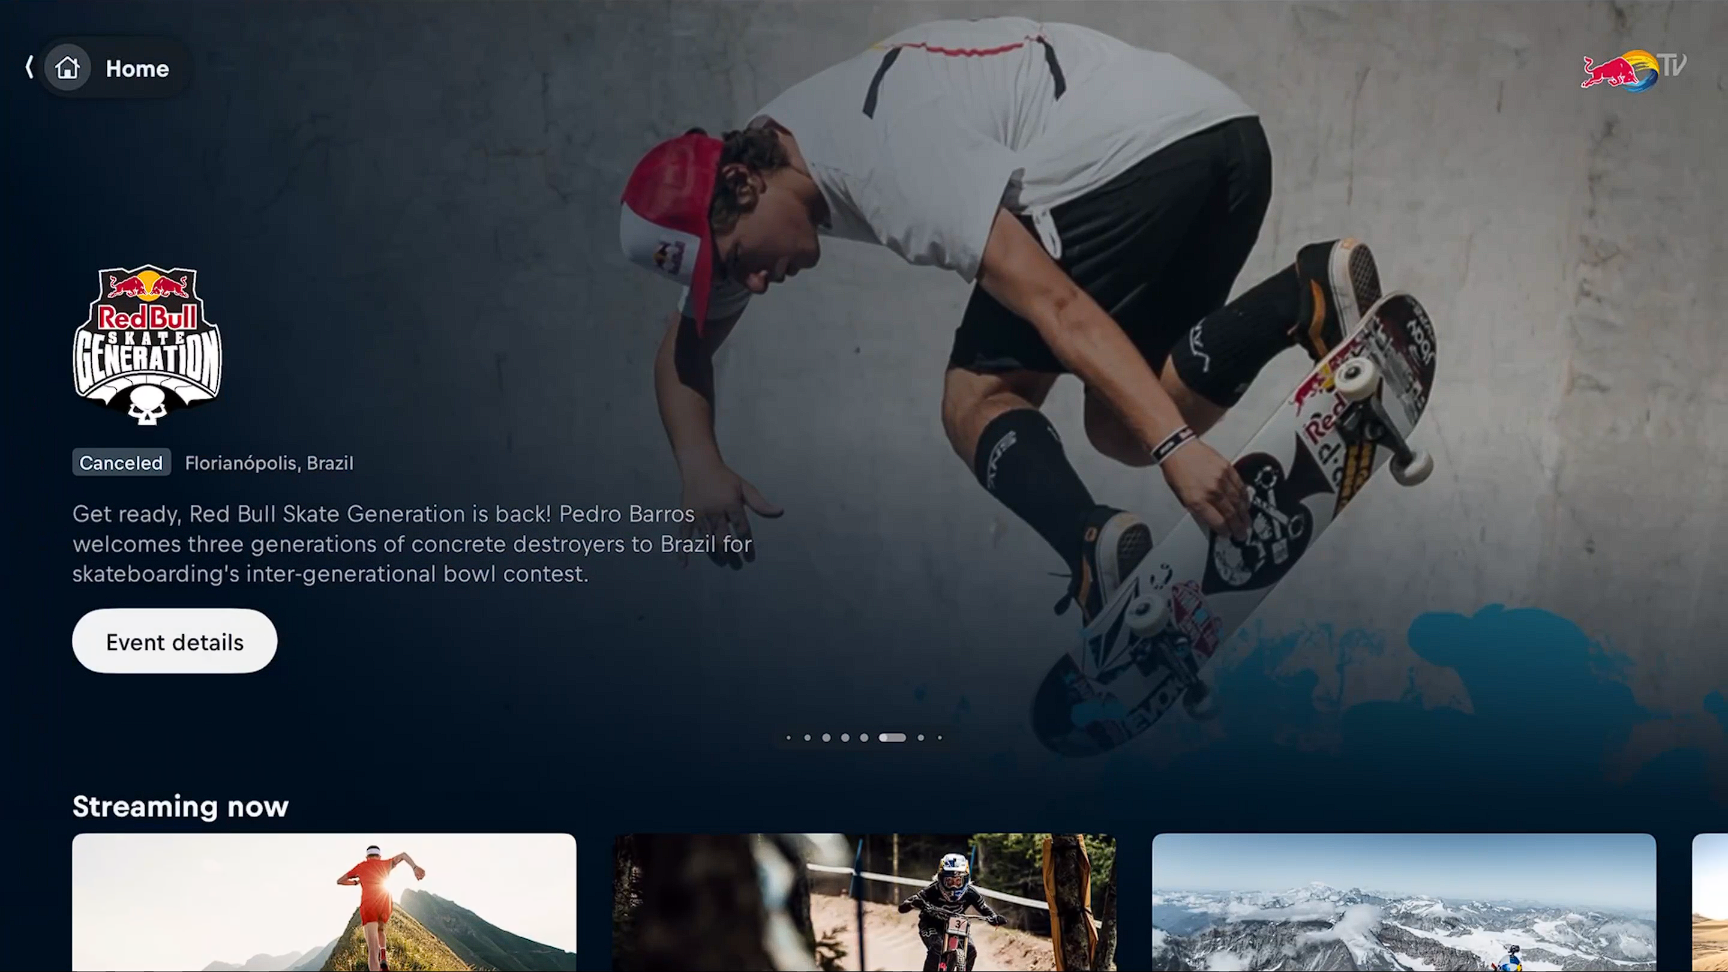 Home
TV
Red Bull
SKATE
GENERATION
Canceled
Florianópolis, Brazil
Get ready, Red Bull Skate Generation is back! Pedro Barros
welcomes three generations of concrete destroyers to Brazil for
skateboarding's inter-generational bowl contest.
Event details
Streaming now